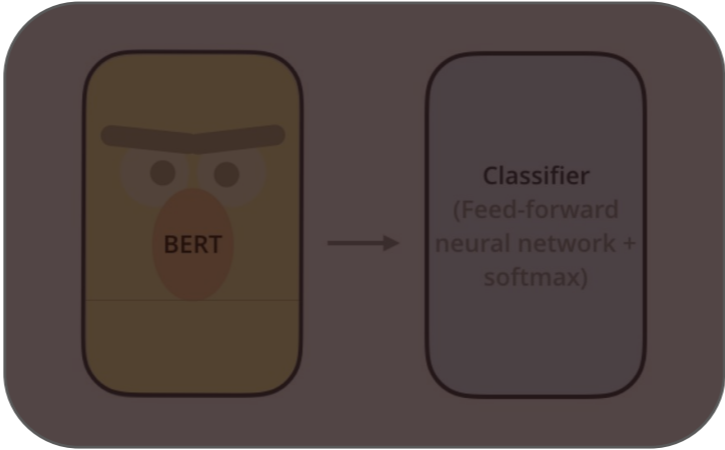 BERT
Classifier
(Feed-forward
neural network +
softmax)